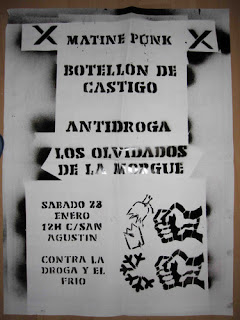 X MATINE PUNK X
BOTELLON DE
CASTIGO
ANTIDROGA
LOS OLVIDADOS
DE LA MORGUE
SABADO 23
ENERO
12H C/SAN
AGUSTIN
CONTRA LA
DROGA Y EL
FRIO